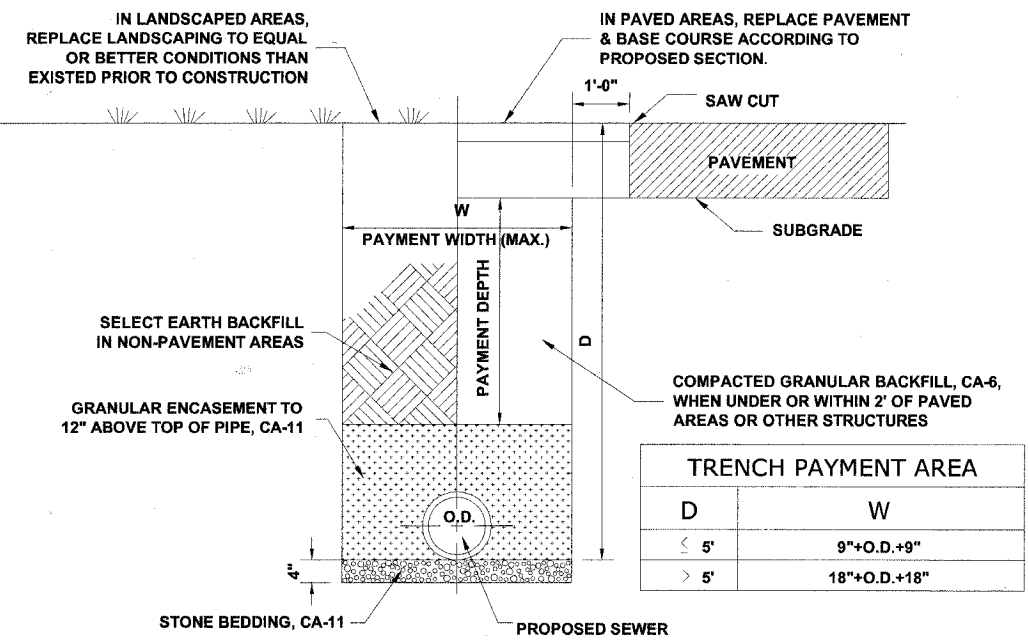 IN LANDSCAPED AREAS,
REPLACE LANDSCAPING TO EQUAL
OR BETTER CONDITIONS THAN
EXISTED PRIOR TO CONSTRUCTION
IN PAVED AREAS, REPLACE PAVEMENT
& BASE COURSE ACCORDING TO
PROPOSED SECTION.
1'-0"
SAW CUT
PAVEMENT
SUBGRADE
W
PAYMENT WIDTH (MAX.)
PAYMENT DEPTH
D
SELECT EARTH BACKFILL
IN NON-PAVEMENT AREAS
GRANULAR ENCASEMENT TO
12" ABOVE TOP OF PIPE, CA-11
COMPACTED GRANULAR BACKFILL, CA-6,
WHEN UNDER OR WITHIN 2' OF PAVED
AREAS OR OTHER STRUCTURES
O.D.
4"
STONE BEDDING, CA-11
PROPOSED SEWER
TRENCH PAYMENT AREA
D W
≤ 5' 9"+O.D.+9"
> 5' 18"+O.D.+18"